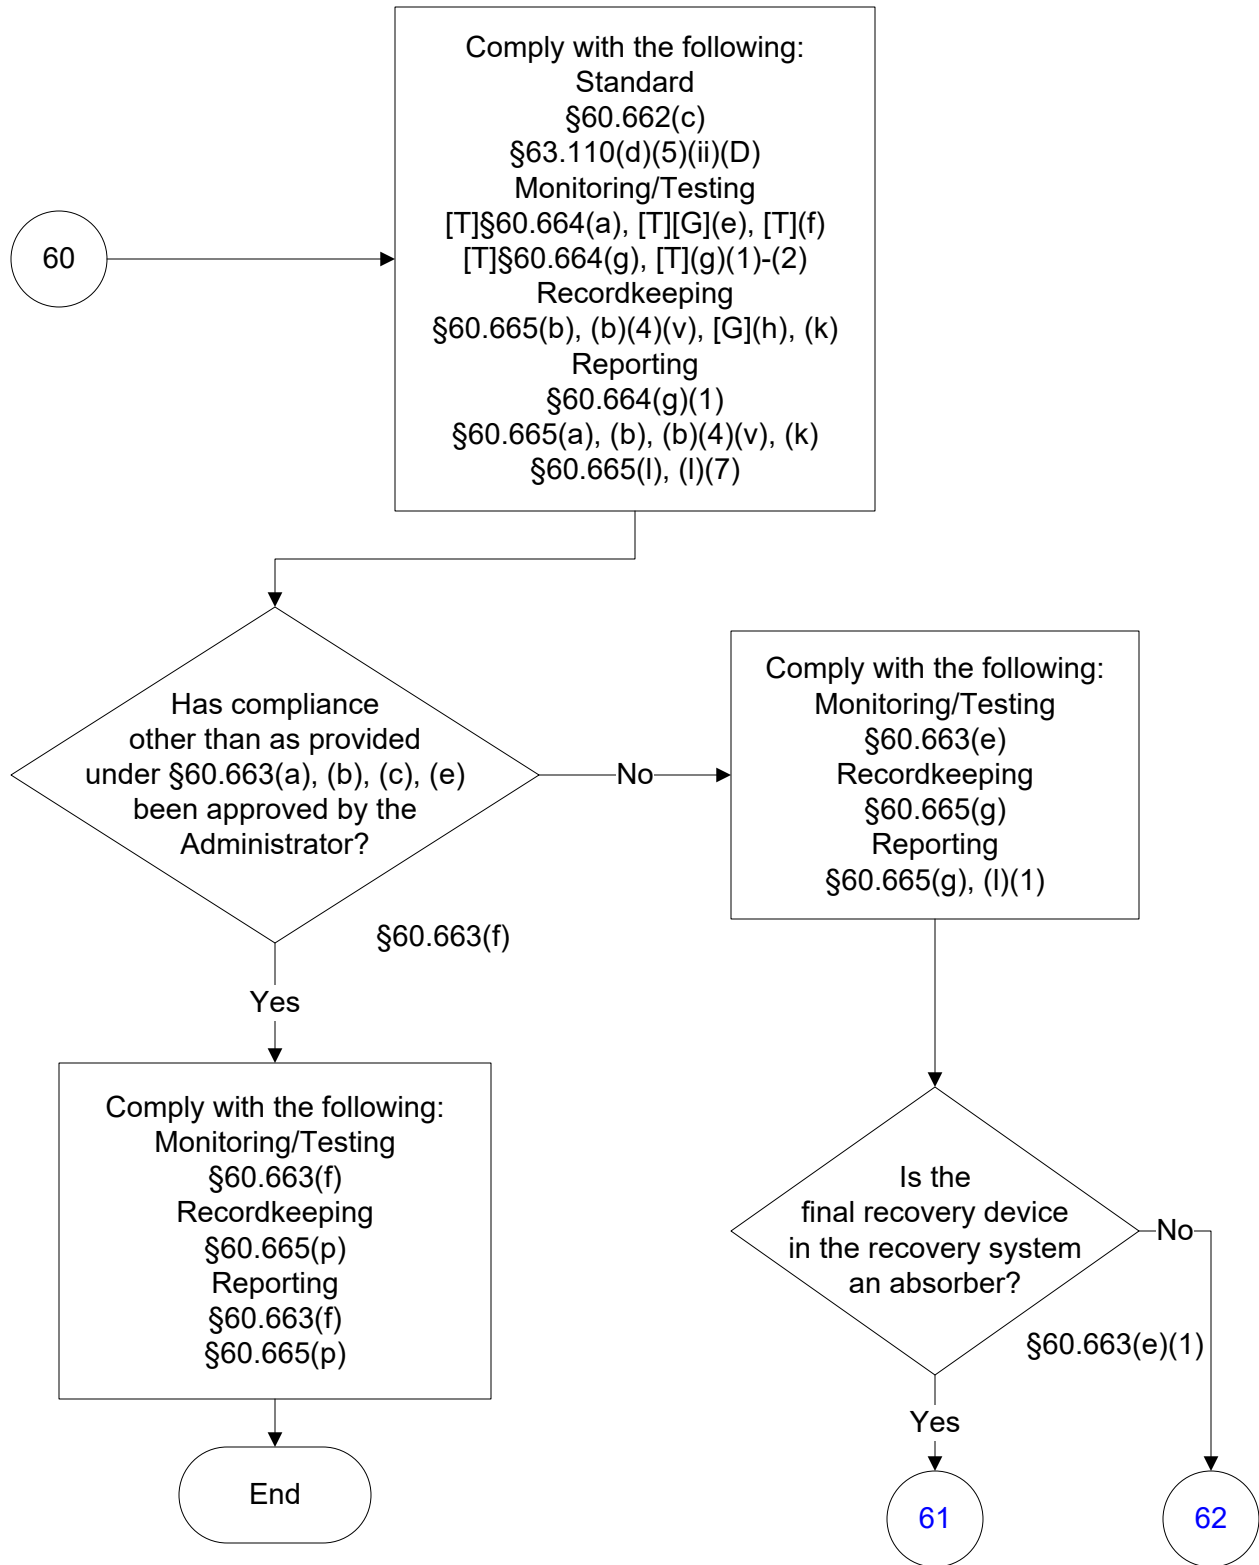 Comply with the following:
Standard
§60.662(c)
§63.110(d)(5)(ii)(D)
Monitoring/Testing
[T]§60.664(a), [T][G](e), [T](f)
[T]§60.664(g), [T](g)(1)-(2)
Recordkeeping
§60.665(b), (b)(4)(v), [G](h), (k)
Reporting
§60.664(g)(1)
§60.665(a), (b), (b)(4)(v), (k)
§60.665(l), (l)(7)
60
Has compliance
other than as provided
under §60.663(a), (b), (c), (e)
been approved by the
Administrator?
§60.663(f)
No
Yes
Comply with the following:
Monitoring/Testing
§60.663(e)
Recordkeeping
§60.665(g)
Reporting
§60.665(g), (l)(1)
Comply with the following:
Monitoring/Testing
§60.663(f)
Recordkeeping
§60.665(p)
Reporting
§60.663(f)
§60.665(p)
End
Is the
final recovery device
in the recovery system
an absorber?
§60.663(e)(1)
No
Yes
61
62